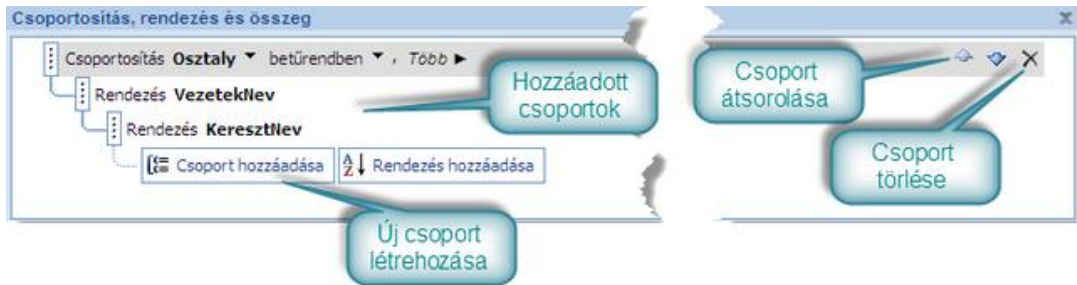 Csoportosítás, rendezés és összeg
Csoportosítás Osztaly betűrendben , Több
Rendezés VezetekNev
Rendezés KeresztNev
Csoport hozzáadása
Rendezés hozzáadása
Hozzáadott
csoportok
Csoport
átsorolása
Csoport
törlése
Új csoport
létrehozása